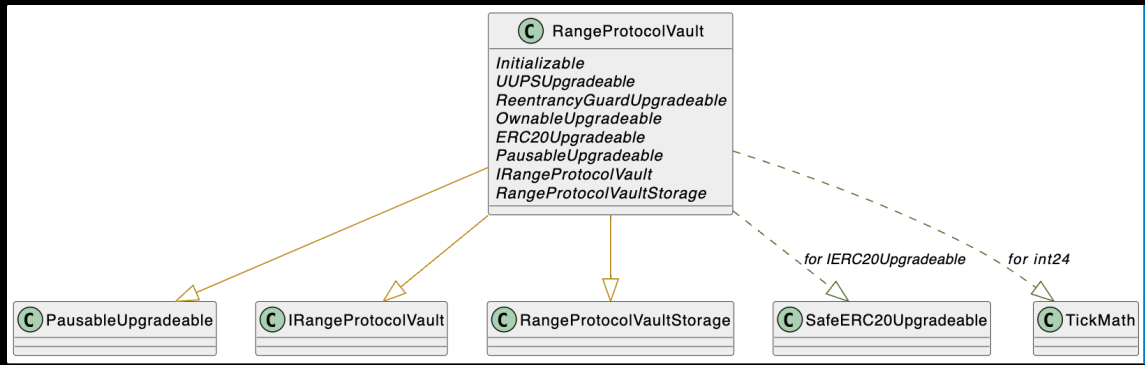 C RangeProtocolVault
Initializable
UUPSUpgradeable
ReentrancyGuardUpgradeable
OwnableUpgradeable
ERC20Upgradeable
PausableUpgradeable
IRangeProtocolVault
RangeProtocolVaultStorage
for IERC20Upgradeable
for int24
C PausableUpgradeable
C IRangeProtocolVault
C RangeProtocolVaultStorage
C SafeERC20Upgradeable
C TickMath